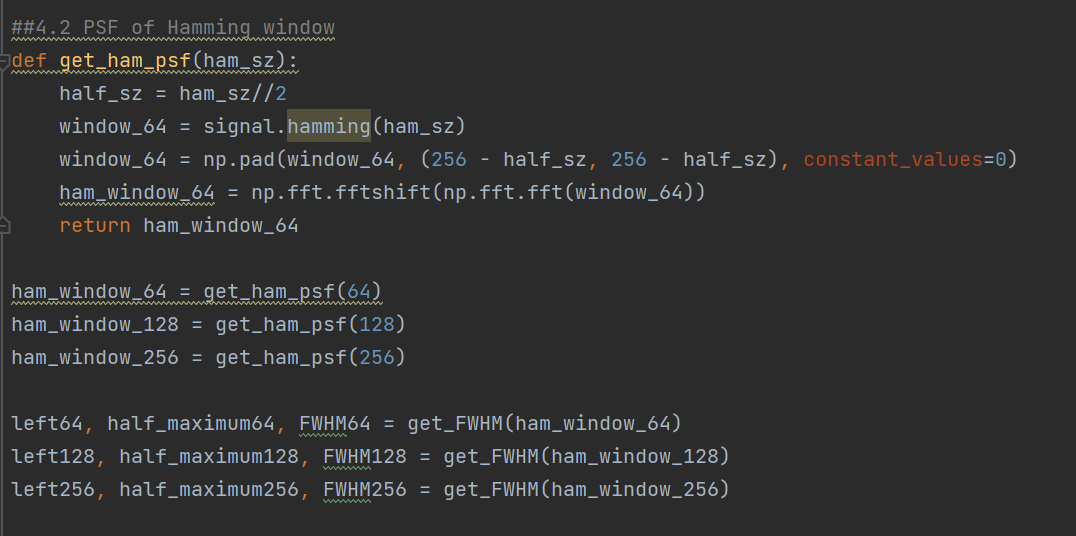 ##4.2 PSF of Hamming window
def get_ham_psf(ham_sz):
    half_sz = ham_sz//2
    window_64 = signal.hamming(ham_sz)
    window_64 = np.pad(window_64, (256 - half_sz, 256 - half_sz), constant_values=0)
    ham_window_64 = np.fft.fftshift(np.fft.fft(window_64))
    return ham_window_64
ham_window_64 = get_ham_psf(64)
ham_window_128 = get_ham_psf(128)
ham_window_256 = get_ham_psf(256)
left64, half_maximum64, FWHM64 = get_FWHM(ham_window_64)
left128, half_maximum128, FWHM128 = get_FWHM(ham_window_128)
left256, half_maximum256, FWHM256 = get_FWHM(ham_window_256)